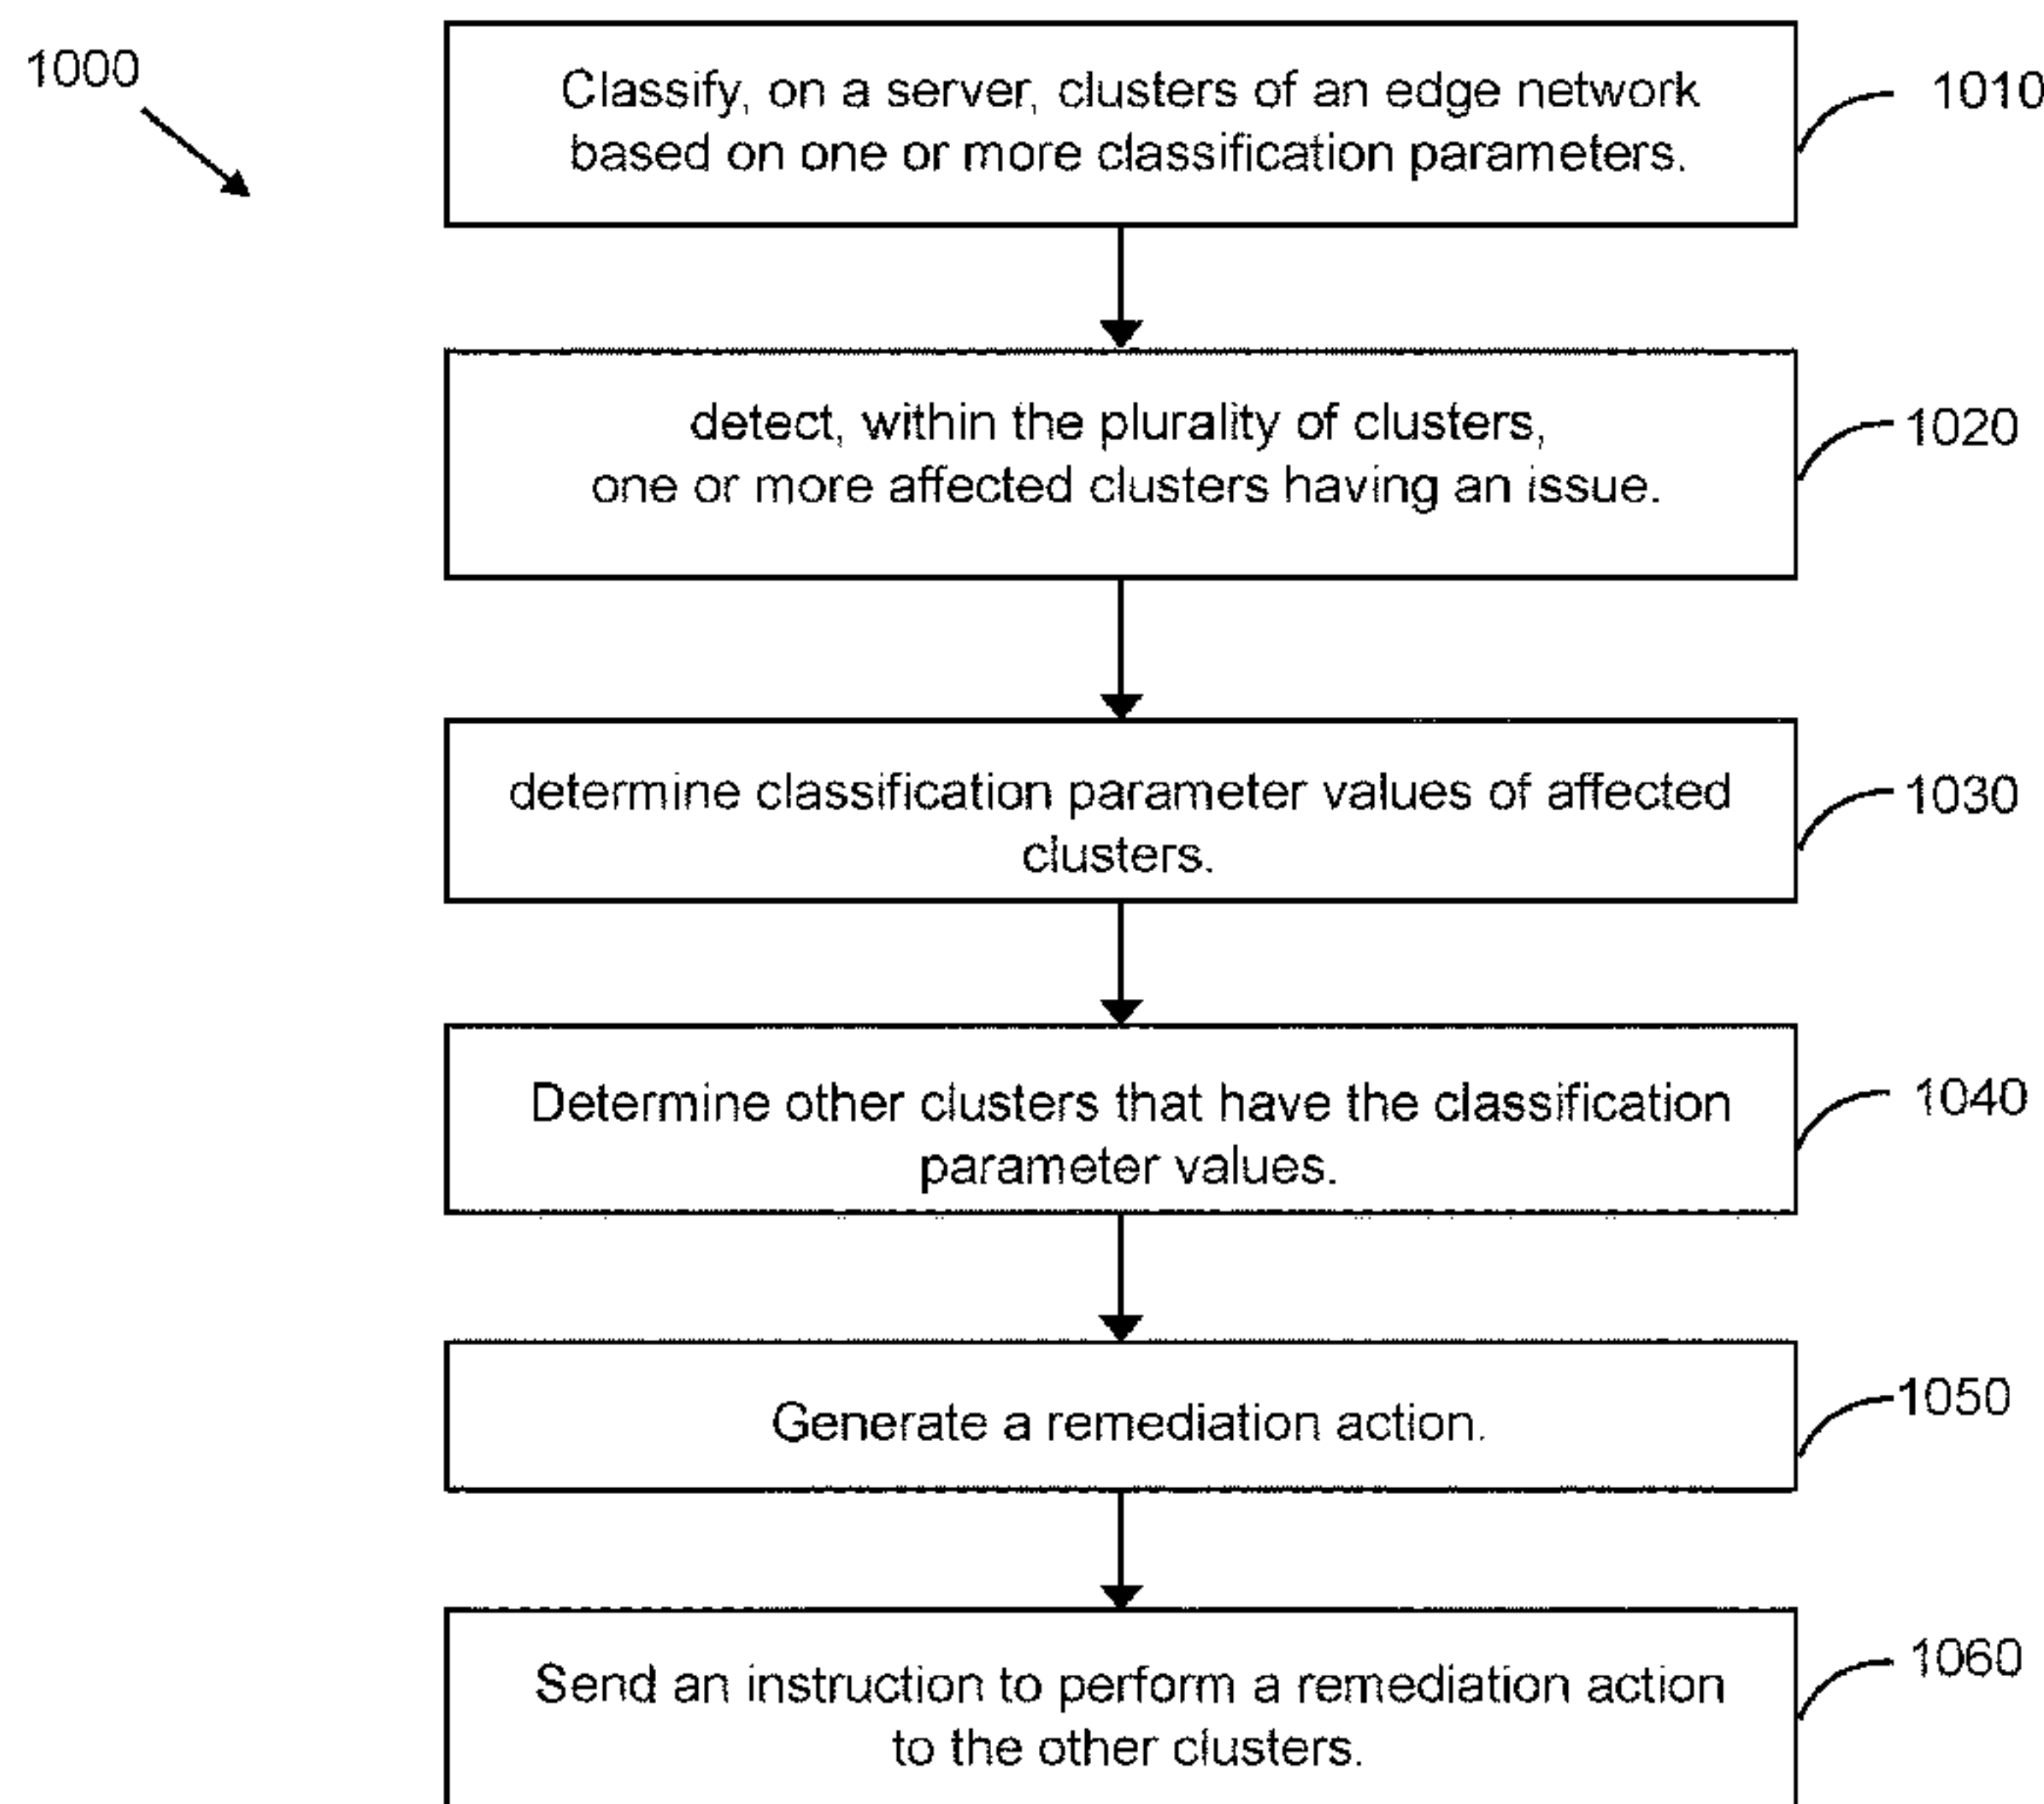 1000
Classify, on a server, clusters of an edge network
based on one or more classification parameters.
1010
detect, within the plurality of clusters,
one or more affected clusters having an issue.
1020
determine classification parameter values of affected
clusters.
1030
Determine other clusters that have the classification
parameter values.
1040
Generate a remediation action.
1050
Send an instruction to perform a remediation action
to the other clusters.
1060